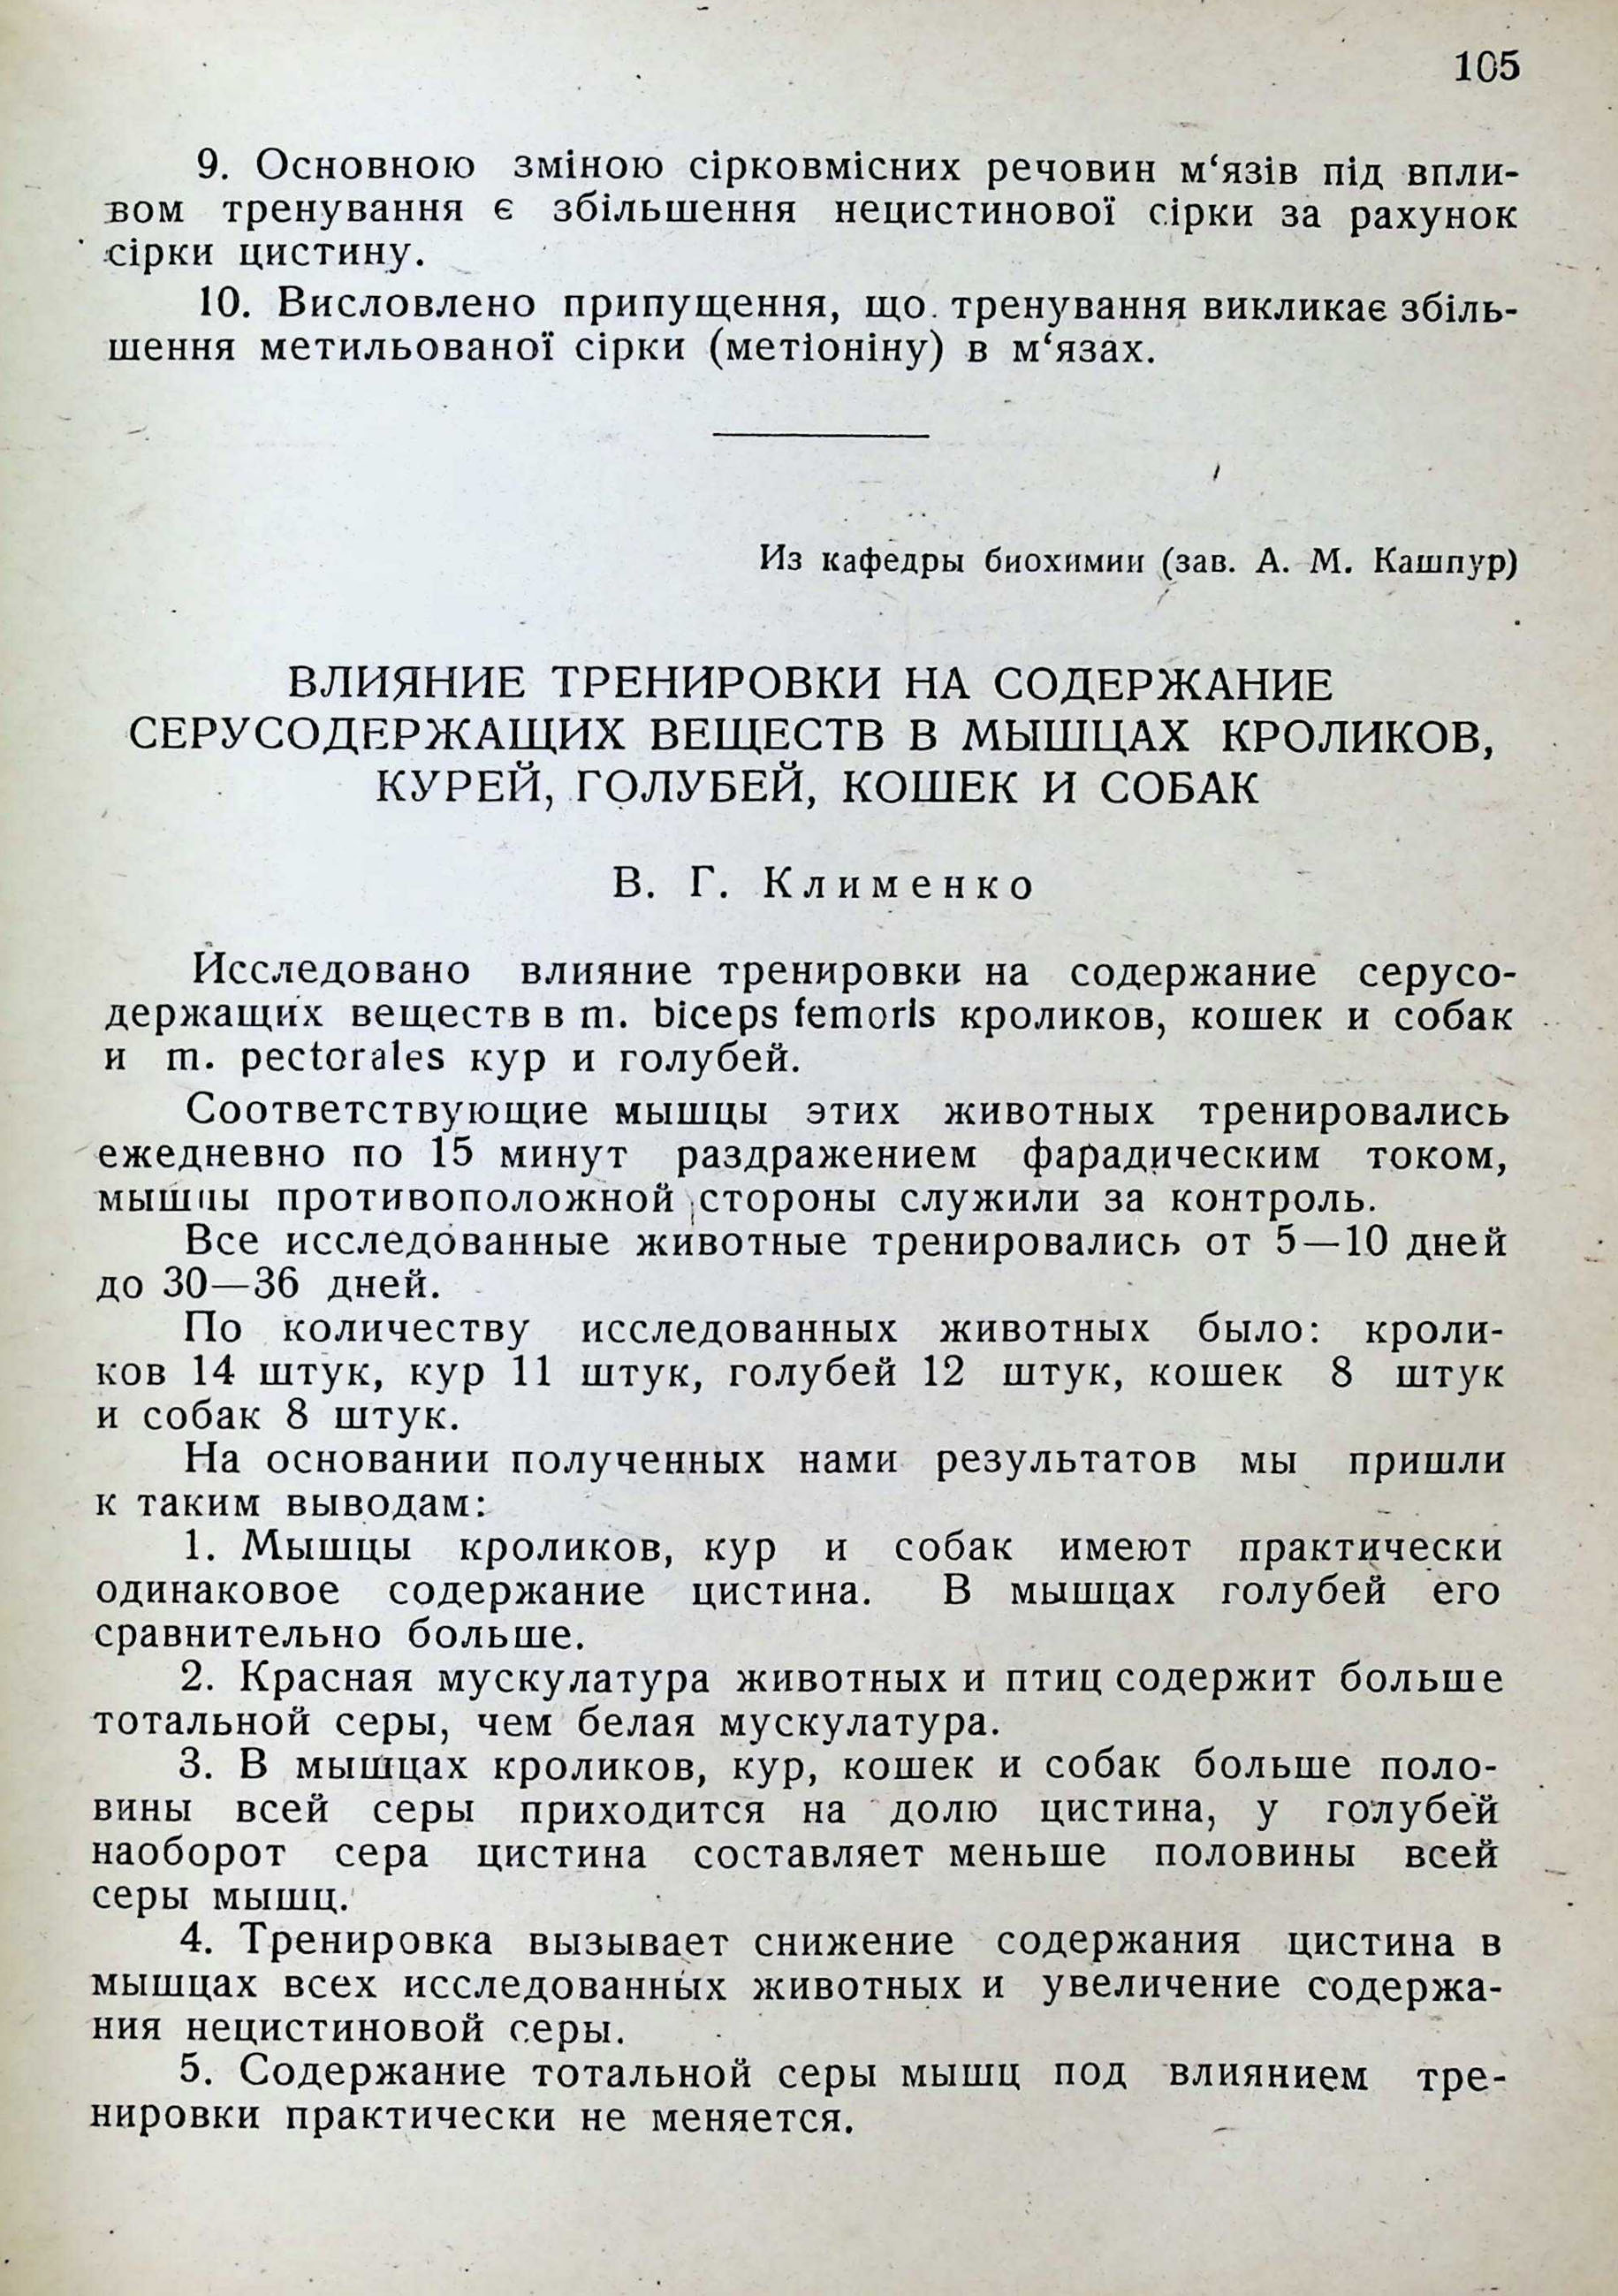 105
9. Основною зміною сірковмісних речовин м‘язів під впли-
вом тренування є збільшення нецистинової сірки за рахунок
сірки цистину.
10. Висловлено припущення, що тренування викликає збіль-
шення метильованої сірки (метіоніну) в м‘язах.
Из кафедры биохимии (зав. А. М. Кашпур)
ВЛИЯНИЕ ТРЕНИРОВКИ НА СОДЕРЖАНИЕ
СЕРУСОДЕРЖАЩИХ ВЕЩЕСТВ В МЫШЦАХ КРОЛИКОВ,
КУРЕЙ, ГОЛУБЕЙ, КОШЕК И СОБАК
В. Г. Клименко
Исследовано влияние тренировки на содержание серусо-
держащих веществ в m. biceps femoris кроликов, кошек и собак
и m. pectorales кур и голубей.
Соответствующие мышцы этих животных тренировались
ежедневно по 15 минут раздражением фарадическим током,
мышцы противоположной стороны служили за контроль.
Все исследованные животные тренировались от 5—10 дней
до 30—36 дней.
По количеству исследованных животных было: кроли-
ков 14 штук, кур 11 штук, голубей 12 штук, кошек 8 штук
и собак 8 штук.
На основании полученных нами результатов мы пришли
к таким выводам:
1. Мышцы кроликов, кур и собак имеют практически
одинаковое содержание цистина. В мышцах голубей его
сравнительно больше.
2. Красная мускулатура животных и птиц содержит больше
тотальной серы, чем белая мускулатура.
3. В мышцах кроликов, кур, кошек и собак больше поло-
вины всей серы приходится на долю цистина, у голубей
наоборот сера цистина составляет меньше половины всей
серы мышц.
4. Тренировка вызывает снижение содержания цистина в
мышцах всех исследованных животных и увеличение содержа-
ния нецистиновой серы.
5. Содержание тотальной серы мышц под влиянием тре-
нировки практически не меняется.